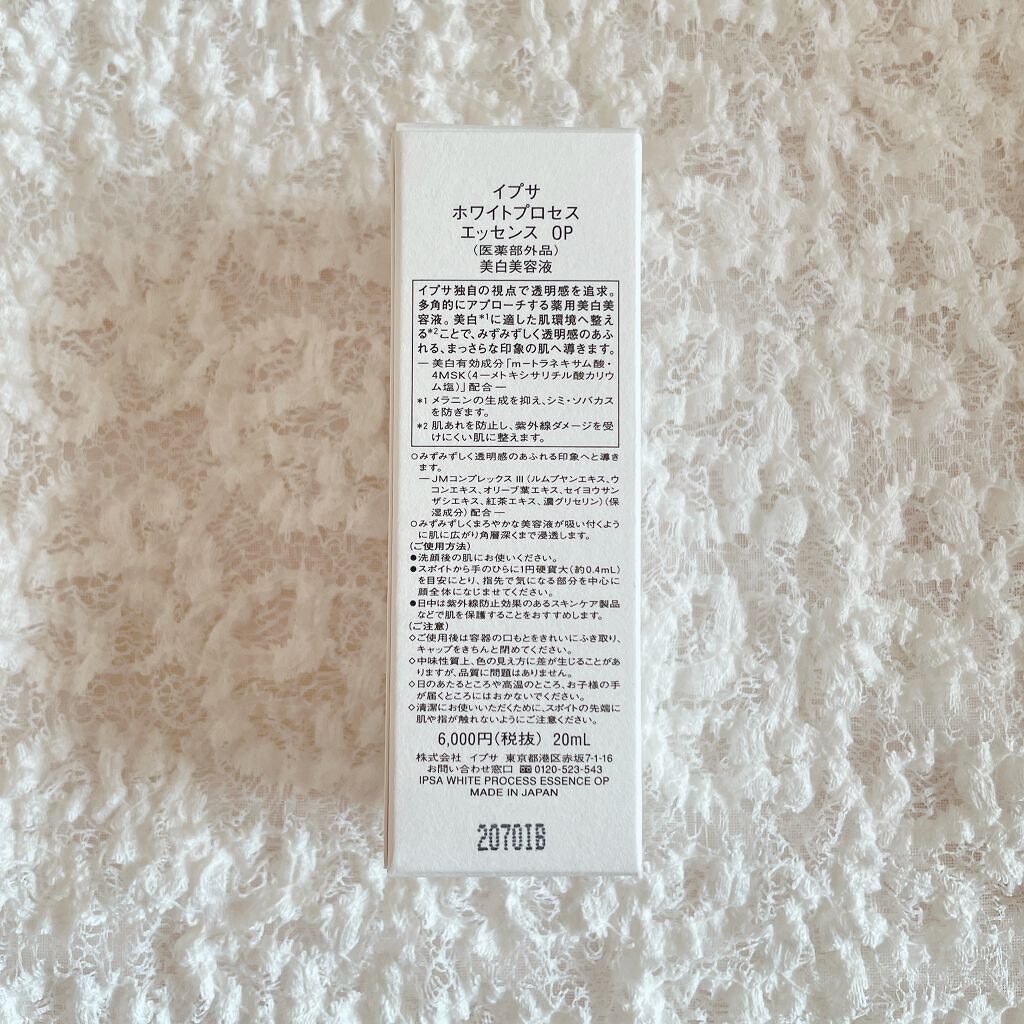 イプサ
ホワイトプロセス
エッセンス OP
(医薬部外品)
美白美容液
イプサ独自の視点で透明感を追求。
多角的にアプローチする薬用美白美
容液。美白*1に適した肌環境へ整え
る*2ことで、みずみずしく透明感のあふ
れる、まっさらな印象の肌へ導きます。
―美白有効成分「m-トラネキサム酸・
4MSK(4-メトキシサリチル酸カリウ
ム塩)」配合―
*1 メラニンの生成を抑え、シミ・ソバカス
を防ぎます。
*2 肌あれを防止し、紫外線ダメージを受
けにくい肌に整えます。
○みずみずしく透明感のあふれる印象へと導き
ます。
―JMコンプレックス III (ルムプヤンエキス、ウ
コンエキス、オリーブ葉エキス、セイヨウサン
ザシエキス、紅茶エキス、濃グリセリン)(保
湿成分)配合―
○みずみずしくまろやかな美容液が吸い付くよう
に肌に広がり角層深くまで浸透します。
(ご使用方法)
●洗顔後の肌にお使いください。
●スポイトから手のひらに1円硬貨大(約0.4mL)
を目安にとり、指先で気になる部分を中心に
顔全体になじませてください。
●日中は紫外線防止効果のあるスキンケア製品
などで肌を保護することをおすすめします。
(ご注意)
◇ご使用後は容器の口もとをきれいにふき取り、
キャップをきちんと閉めてください。
◇中味性質上、色の見え方に差が生じることがあ
りますが、品質に問題はありません。
◇日のあたるところや高温のところ、お子様の手
が届くところにはおかないでください。
◇清潔にお使いいただくために、スポイトの先端に
肌や指が触れないようにご注意ください。
6,000円(税抜) 20mL
株式会社 イプサ 東京都港区赤坂7-1-16
お問い合わせ窓口 0120-523-543
IPSA WHITE PROCESS ESSENCE OP
MADE IN JAPAN
2070IB